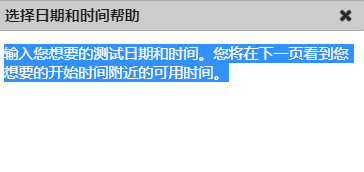 选择日期和时间帮助
输入您想要的测试日期和时间。您将在下一页看到您
想要的开始时间附近的可用时间。